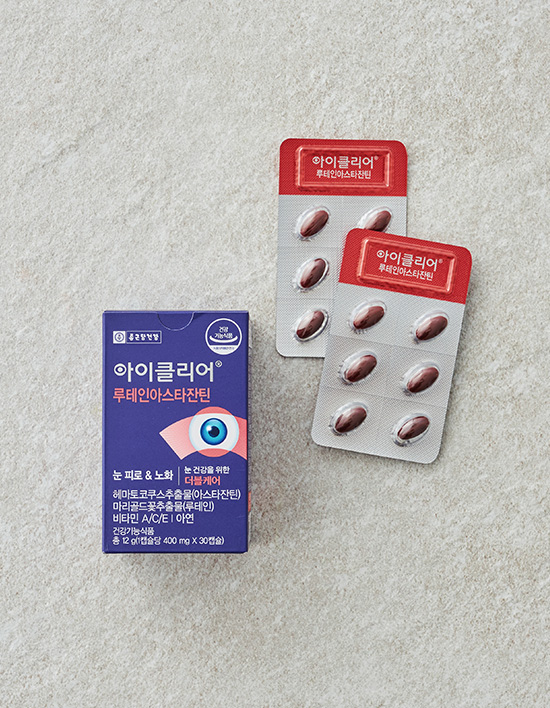 아이클리어®
루테인아스타잔틴
아이클리어®
루테인아스타잔틴
종근당건강
건강
기능식품
아이클리어®
루테인아스타잔틴
눈 피로 & 노화
눈 건강을 위한
더블케어
헤마토코쿠스추출물(아스타잔틴)
마리골드꽃추출물(루테인)
비타민 A/C/E | 아연
건강기능식품
총 12 g(1캡슐당 400 mg X 30캡슐)